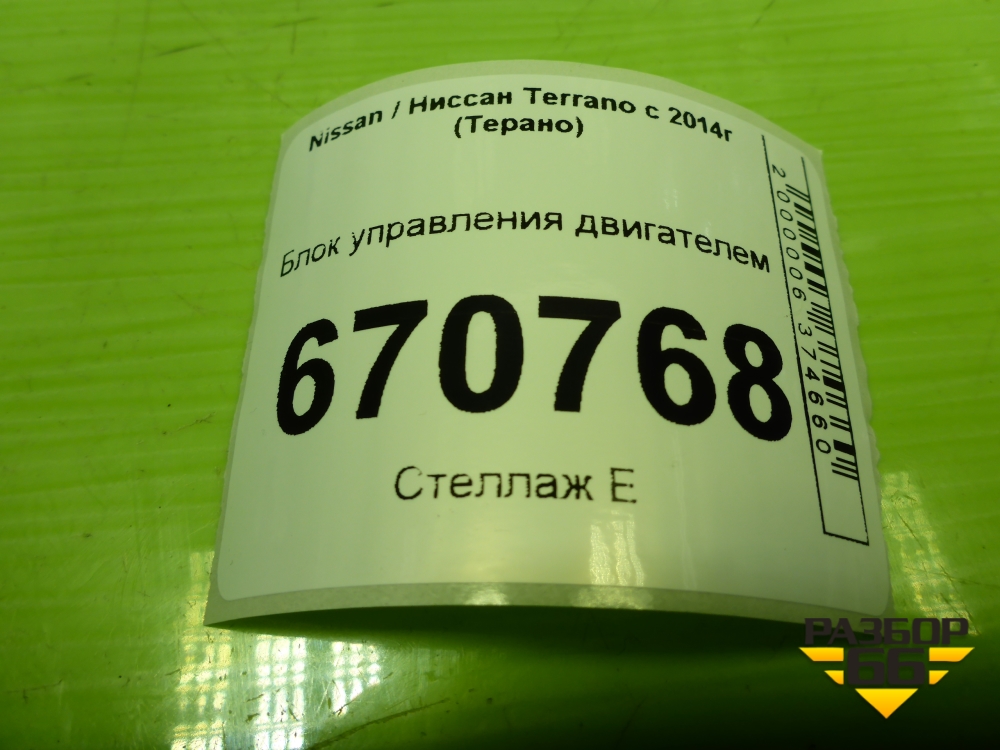 Nissan / Ниссан Terrano с 2014г
(Терано)
Блок управления двигателем
670768
Стеллаж Е
2000006374660
РАЗБОР
66